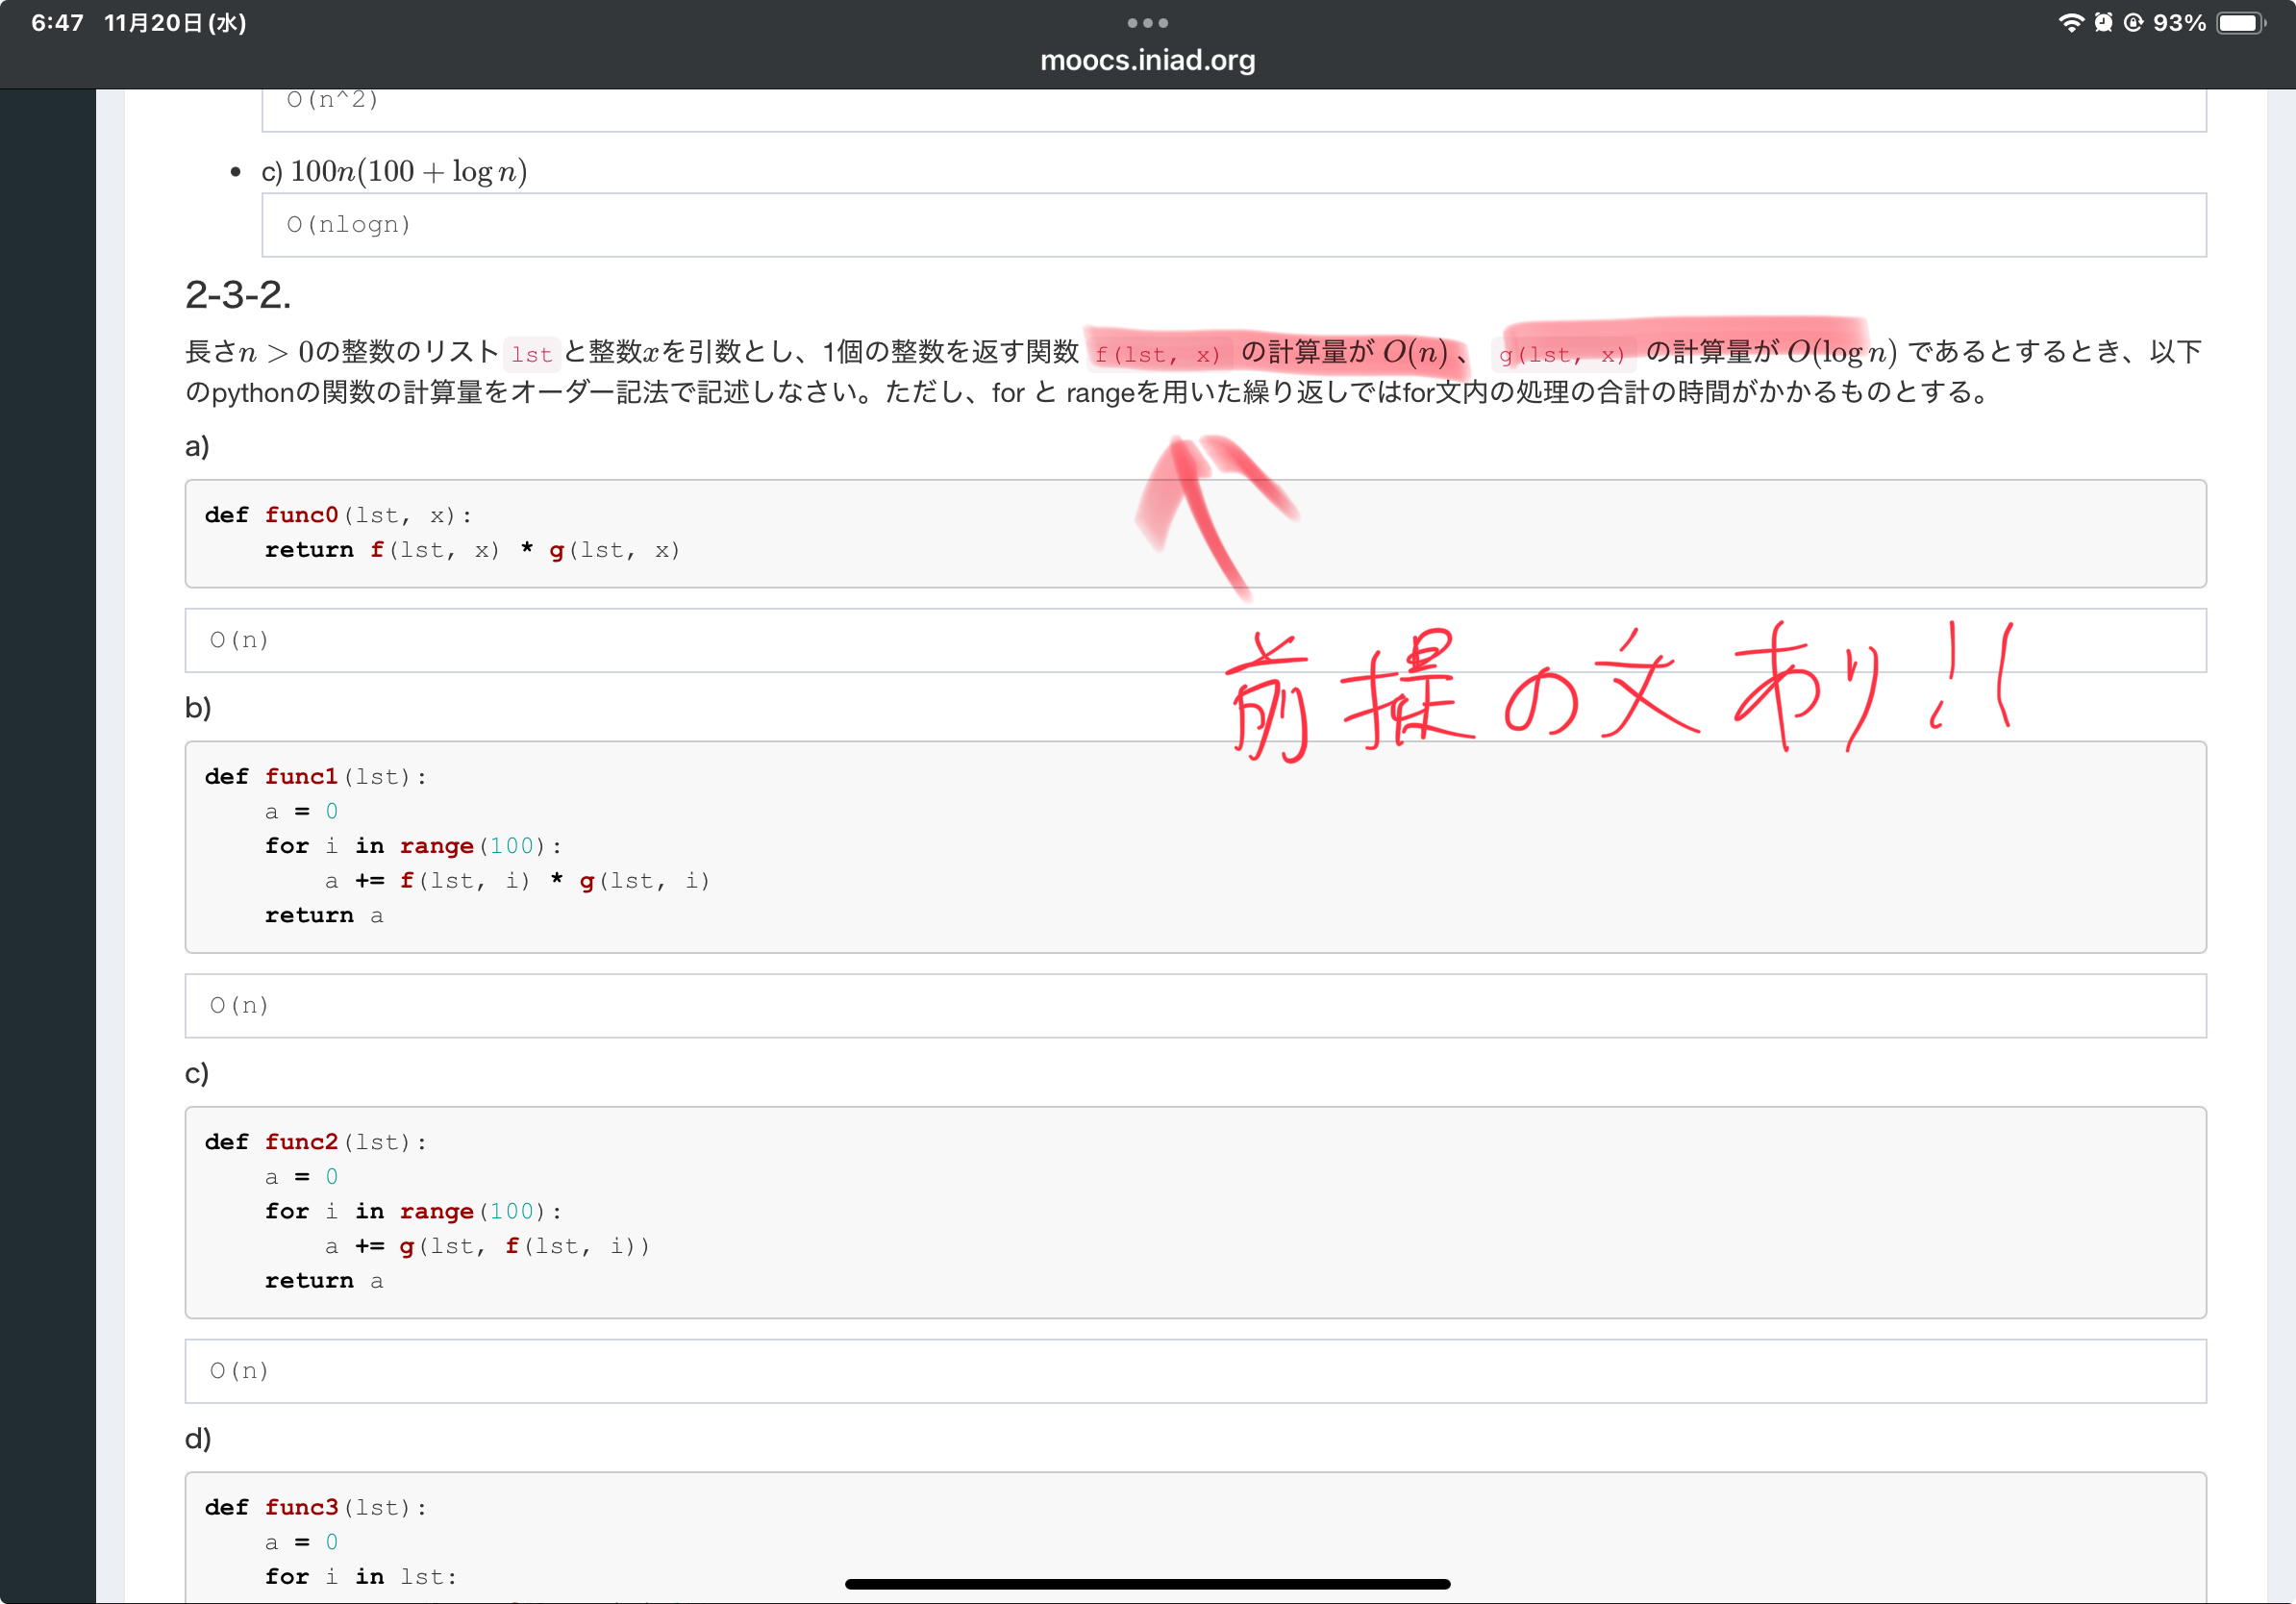 6:47 11月20日(水)
93%
moocs.iniad.org
O(n^2)
c) 100n(100 + log n)
O(nlogn)
2-3-2.
長さn > 0の整数のリスト lst と整数xを引数とし、1個の整数を返す関数 f(lst, x) の計算量が O(n) 、 g(lst, x) の計算量が O(log n) であるとするとき、以下
のpythonの関数の計算量をオーダー記法で記述しなさい。ただし、for と rangeを用いた繰り返しではfor文内の処理の合計の時間がかかるものとする。
a)
def func0(lst, x):
    return f(lst, x) * g(lst, x)
O(n)
前提の文あり!!
b)
def func1(lst):
    a = 0
    for i in range(100):
        a += f(lst, i) * g(lst, i)
    return a
O(n)
c)
def func2(lst):
    a = 0
    for i in range(100):
        a += g(lst, f(lst, i))
    return a
O(n)
d)
def func3(lst):
    a = 0
    for i in lst: